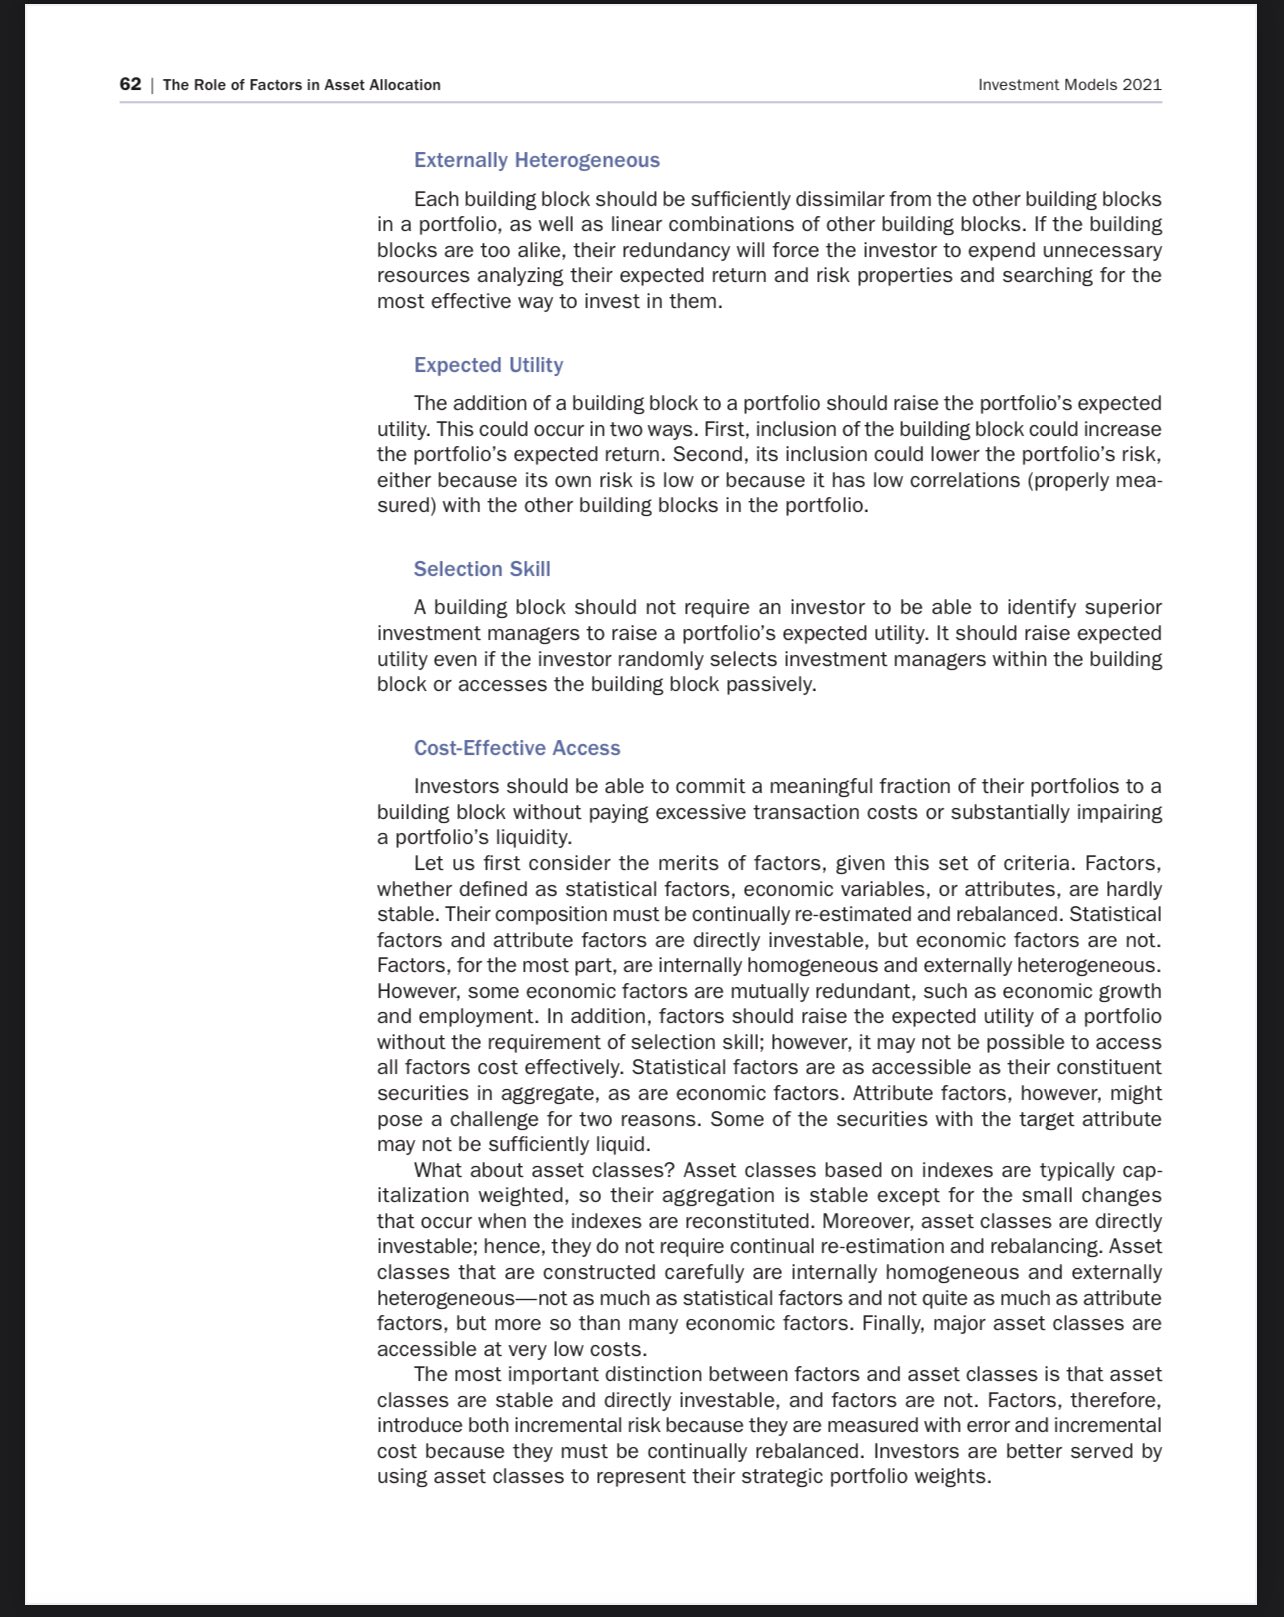 62 | The Role of Factors in Asset Allocation
Investment Models 2021
Externally Heterogeneous
Each building block should be sufficiently dissimilar from the other building blocks
in a portfolio, as well as linear combinations of other building blocks. If the building
blocks are too alike, their redundancy will force the investor to expend unnecessary
resources analyzing their expected return and risk properties and searching for the
most effective way to invest in them.
Expected Utility
The addition of a building block to a portfolio should raise the portfolio's expected
utility. This could occur in two ways. First, inclusion of the building block could increase
the portfolio's expected return. Second, its inclusion could lower the portfolio's risk,
either because its own risk is low or because it has low correlations (properly mea-
sured) with the other building blocks in the portfolio.
Selection Skill
A building block should not require an investor to be able to identify superior
investment managers to raise a portfolio's expected utility. It should raise expected
utility even if the investor randomly selects investment managers within the building
block or accesses the building block passively.
Cost-Effective Access
Investors should be able to commit a meaningful fraction of their portfolios to a
building block without paying excessive transaction costs or substantially impairing
a portfolio's liquidity.
Let us first consider the merits of factors, given this set of criteria. Factors,
whether defined as statistical factors, economic variables, or attributes, are hardly
stable. Their composition must be continually re-estimated and rebalanced. Statistical
factors and attribute factors are directly investable, but economic factors are not.
Factors, for the most part, are internally homogeneous and externally heterogeneous.
However, some economic factors are mutually redundant, such as economic growth
and employment. In addition, factors should raise the expected utility of a portfolio
without the requirement of selection skill; however, it may not be possible to access
all factors cost effectively. Statistical factors are as accessible as their constituent
securities in aggregate, as are economic factors. Attribute factors, however, might
pose a challenge for two reasons. Some of the securities with the target attribute
may not be sufficiently liquid.
What about asset classes? Asset classes based on indexes are typically cap-
italization weighted, so their aggregation is stable except for the small changes
that occur when the indexes are reconstituted. Moreover, asset classes are directly
investable; hence, they do not require continual re-estimation and rebalancing. Asset
classes that are constructed carefully are internally homogeneous and externally
heterogeneous—not as much as statistical factors and not quite as much as attribute
factors, but more so than many economic factors. Finally, major asset classes are
accessible at very low costs.
The most important distinction between factors and asset classes is that asset
classes are stable and directly investable, and factors are not. Factors, therefore,
introduce both incremental risk because they are measured with error and incremental
cost because they must be continually rebalanced. Investors are better served by
using asset classes to represent their strategic portfolio weights.